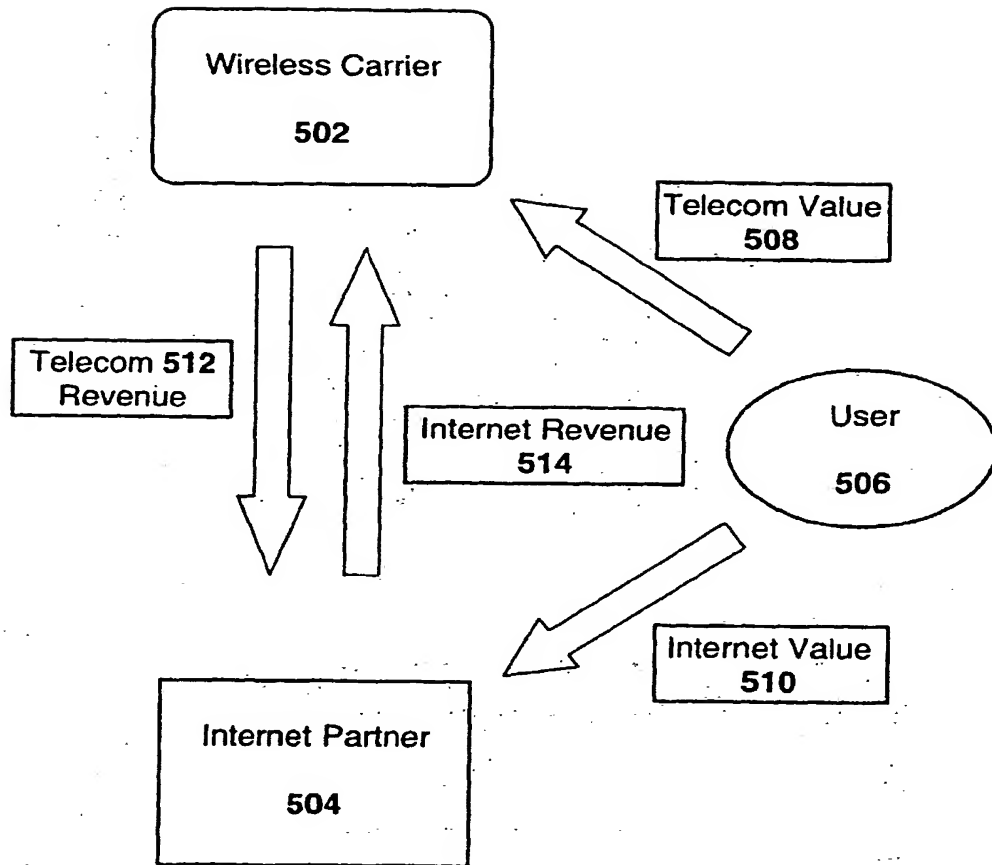 Wireless Carrier
502
Telecom Value
508
Telecom 512
Revenue
Internet Revenue
514
User
506
Internet Value
510
Internet Partner
504